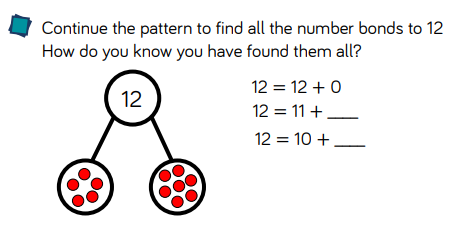 Continue the pattern to find all the number bonds to 12
How do you know you have found them all?
12
12 = 12 + 0
12 = 11 + ___
12 = 10 + ___